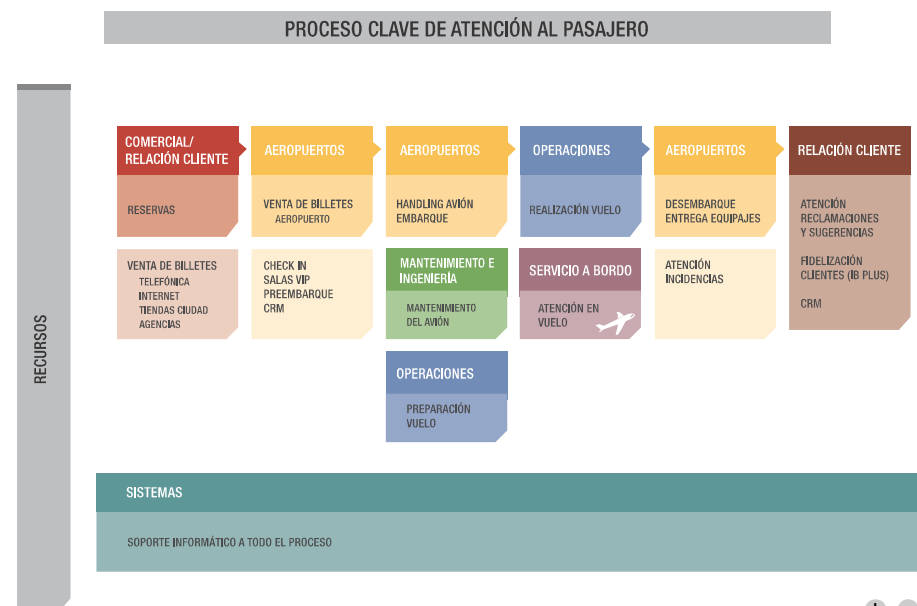 PROCESO CLAVE DE ATENCIÓN AL PASAJERO
RECURSOS
COMERCIAL/
RELACIÓN CLIENTE
RESERVAS
VENTA DE BILLETES
TELEFÓNICA
INTERNET
TIENDAS CIUDAD
AGENCIAS
AEROPUERTOS
VENTA DE BILLETES
AEROPUERTO
CHECK IN
SALAS VIP
PREEMBARQUE
CRM
AEROPUERTOS
HANDLING AVIÓN
EMBARQUE
MANTENIMIENTO E
INGENIERÍA
MANTENIMIENTO
DEL AVIÓN
OPERACIONES
PREPARACIÓN
VUELO
OPERACIONES
REALIZACIÓN VUELO
SERVICIO A BORDO
ATENCIÓN EN
VUELO
AEROPUERTOS
DESEMBARQUE
ENTREGA EQUIPAJES
ATENCIÓN
INCIDENCIAS
RELACIÓN CLIENTE
ATENCIÓN
RECLAMACIONES
Y SUGERENCIAS
FIDELIZACIÓN
CLIENTES (IB PLUS)
CRM
SISTEMAS
SOPORTE INFORMÁTICO A TODO EL PROCESO